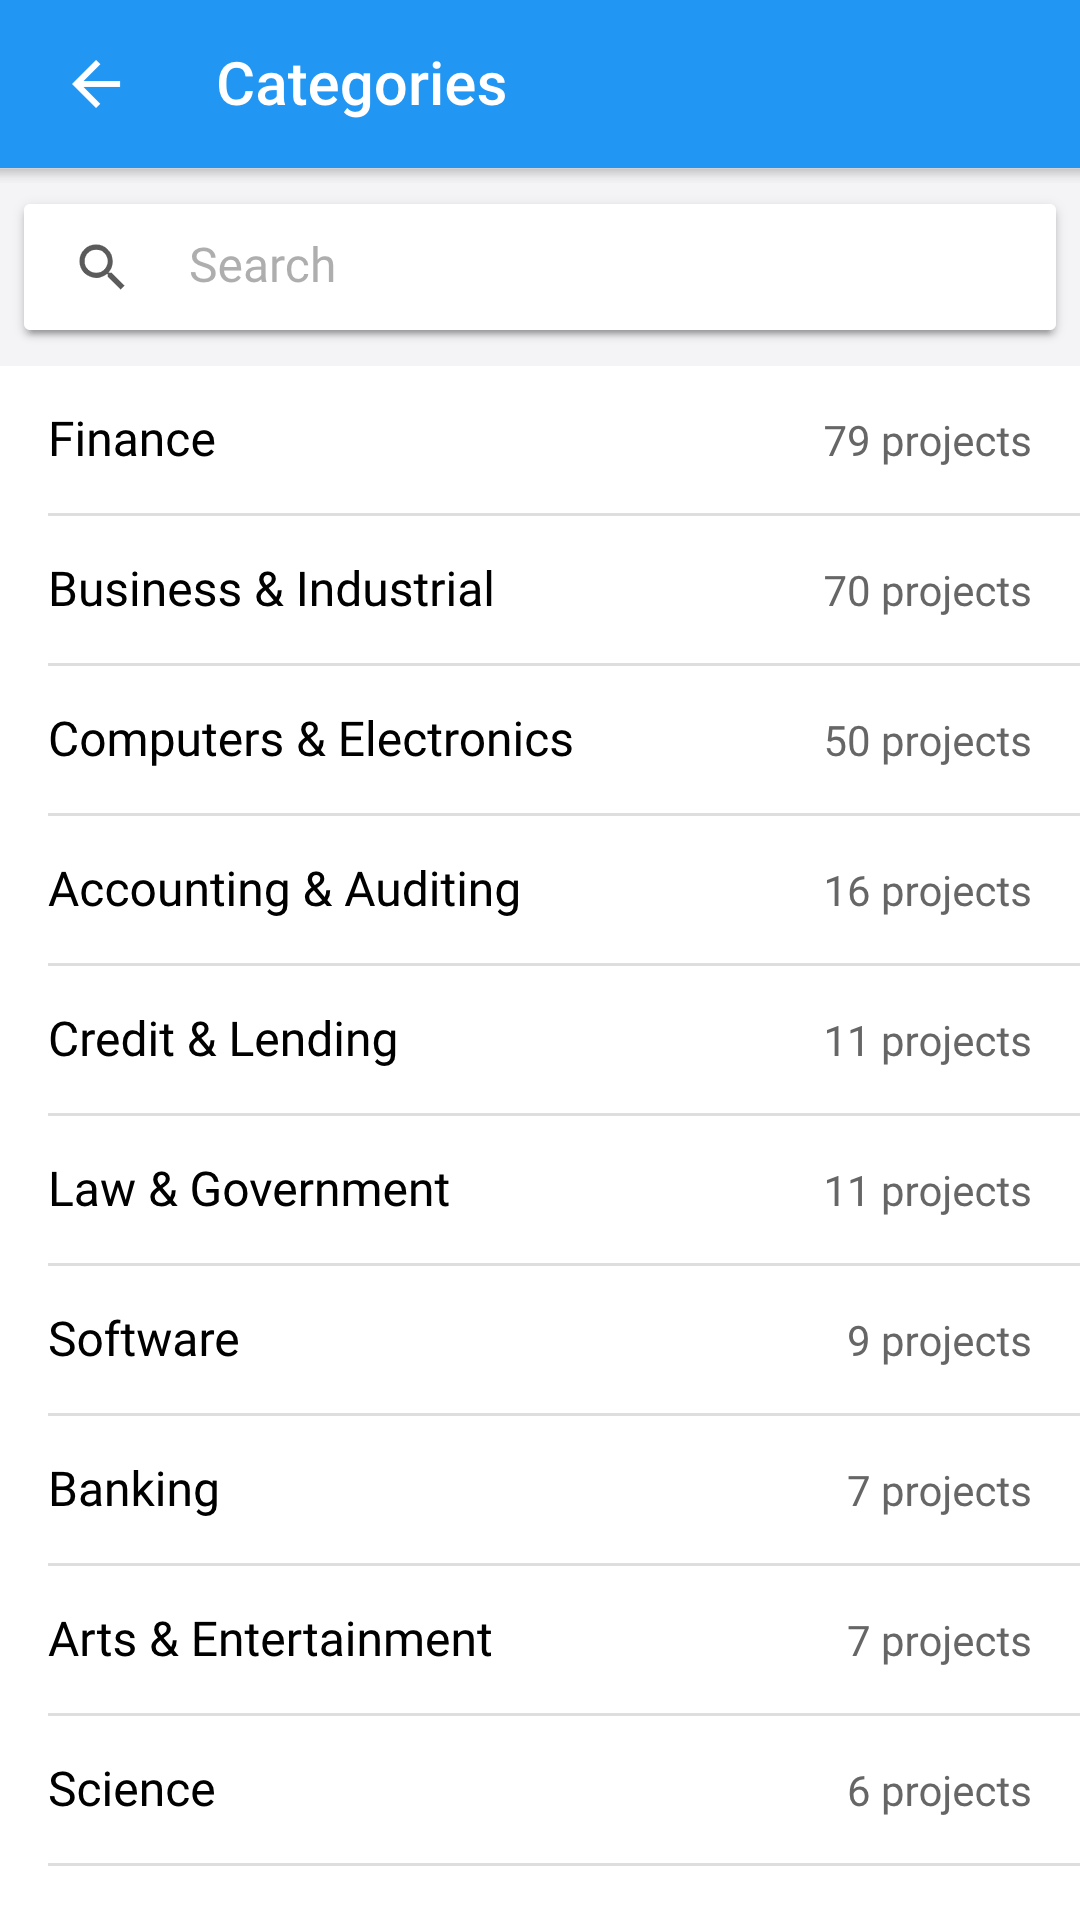 Categories
Search
Finance 79 projects
Business & Industrial 70 projects
Computers & Electronics 50 projects
Accounting & Auditing 16 projects
Credit & Lending 11 projects
Law & Government 11 projects
Software 9 projects
Banking 7 projects
Arts & Entertainment 7 projects
Science 6 projects